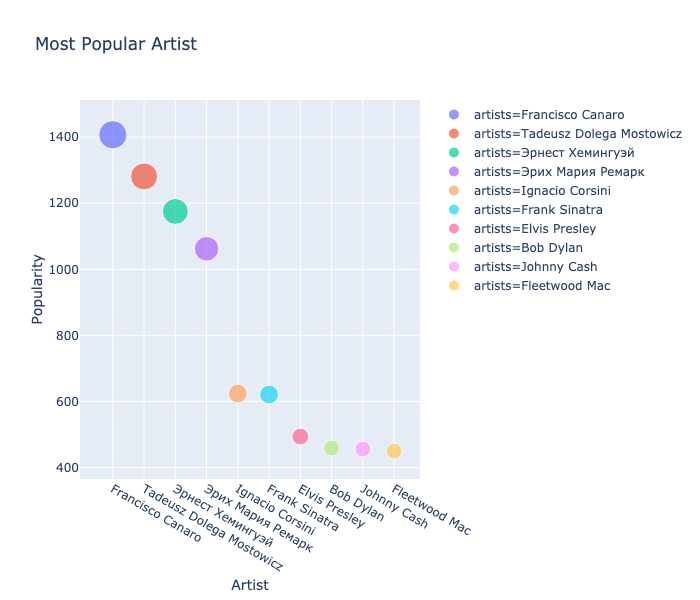 Most Popular Artist
1400
1200
1000
800
600
400
Popularity
Francisco Canaro
Tadeusz Dolega Mostowicz
Эрнест Хемингуэй
Эрих Мария Ремарк
Ignacio Corsini
Frank Sinatra
Elvis Presley
Bob Dylan
Johnny Cash
Fleetwood Mac
Artist
artists=Francisco Canaro
artists=Tadeusz Dolega Mostowicz
artists=Эрнест Хемингуэй
artists=Эрих Мария Ремарк
artists=Ignacio Corsini
artists=Frank Sinatra
artists=Elvis Presley
artists=Bob Dylan
artists=Johnny Cash
artists=Fleetwood Mac